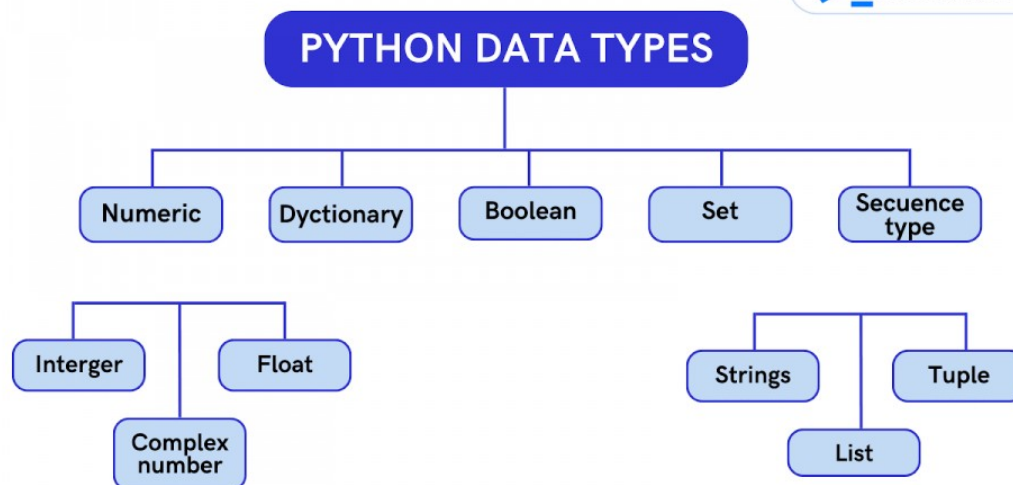 PYTHON DATA TYPES
Numeric
Dyctionary
Boolean
Set
Secuence
type
Interger
Float
Complex
number
Strings
Tuple
List